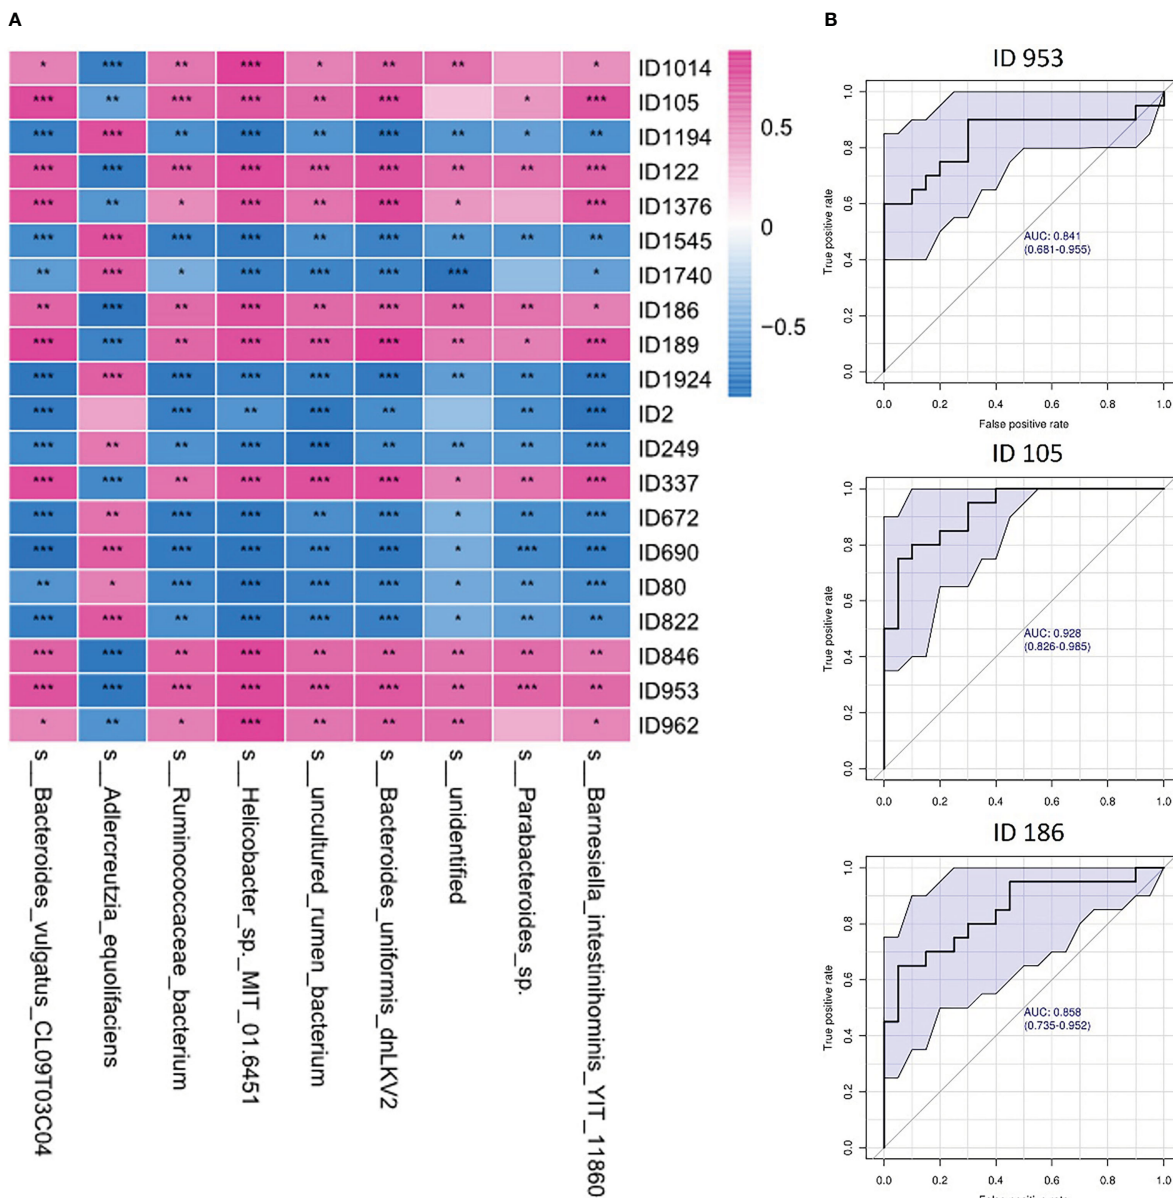 A
* *** ** *** * ** ** * ID1014
*** ** *** *** ** *** * *** ID105
*** *** ** *** ** *** ** * ** ID1194
*** *** *** *** *** *** ** ** *** ID122
*** ** * *** ** *** * *** ID1376
*** *** *** *** ** *** ** ** ** ID1545
** *** * *** *** *** *** * ID1740
** *** ** *** ** *** ** ** * ID186
*** *** ** *** *** *** ** * *** ID189
*** *** *** *** *** *** ** ** *** ID1924
*** *** ** *** ** ** *** ID2
*** ** ** *** *** ** ** ** *** ID249
*** *** ** *** *** *** * ** *** ID337
*** ** *** *** ** *** * ** *** ID672
*** *** *** *** *** *** * *** *** ID690
** * *** *** *** *** * ** *** ID80
*** *** ** *** *** *** * ** ** ID822
*** *** ** *** ** ** ** ** ** ID846
*** *** *** *** *** *** ** *** ** ID953
* ** * *** ** ** ** * ID962
0.5
0
−0.5
s__Bacteroides_vulgatus_CL09T03C04
s__Adlercreutzia_equolifaciens
s__Ruminococcaceae_bacterium
s__Helicobacter_sp._MIT_01.6451
s__uncultured_rumen_bacterium
s__Bacteroides_uniformis_dnLKV2
s__unidentified
s__Parabacteroides_sp.
s__Barnesiella_intestinihominis_YIT_11860
B
ID 953
True positive rate
1.0
0.8
0.6
0.4
0.2
0.0
AUC: 0.841
(0.681-0.955)
0.0 0.2 0.4 0.6 0.8 1.0
False positive rate
ID 105
True positive rate
1.0
0.8
0.6
0.4
0.2
0.0
AUC: 0.928
(0.826-0.985)
0.0 0.2 0.4 0.6 0.8 1.0
ID 186
True positive rate
1.0
0.8
0.6
0.4
0.2
0.0
AUC: 0.858
(0.735-0.952)
0.0 0.2 0.4 0.6 0.8 1.0